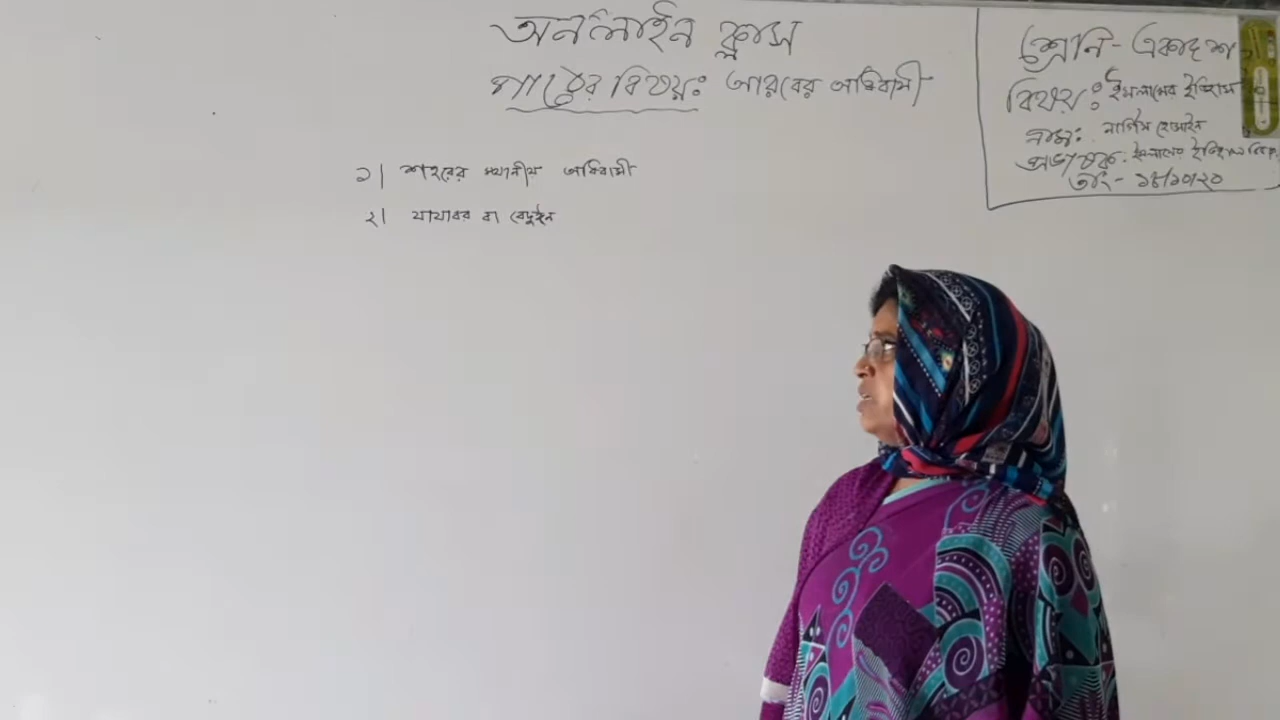 অনলাইন ক্লাস
পাঠের বিষয়ঃ আরবের অধিবাসী
১। শহরের স্থানীয় অধিবাসী
২। যাযাবর বা বেদুইন
শ্রেনি - একাদশ
বিষয়ঃ ইসলামের ইতিহাস
নামঃ নার্গিস হোসাইন
প্রভাষক. ইসলামের ইতিহাস
তাং - ১৪/১০/২০